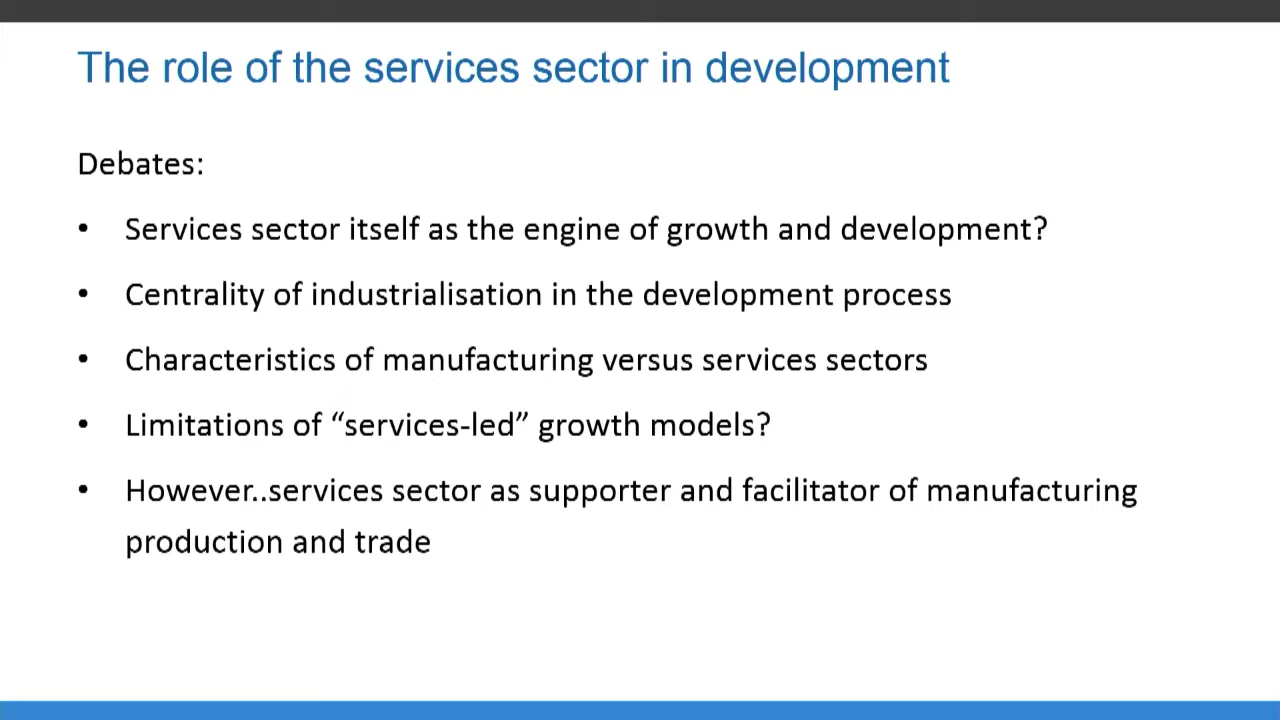 The role of the services sector in development
Debates:
• Services sector itself as the engine of growth and development?
• Centrality of industrialisation in the development process
• Characteristics of manufacturing versus services sectors
• Limitations of “services-led” growth models?
• However..services sector as supporter and facilitator of manufacturing
production and trade